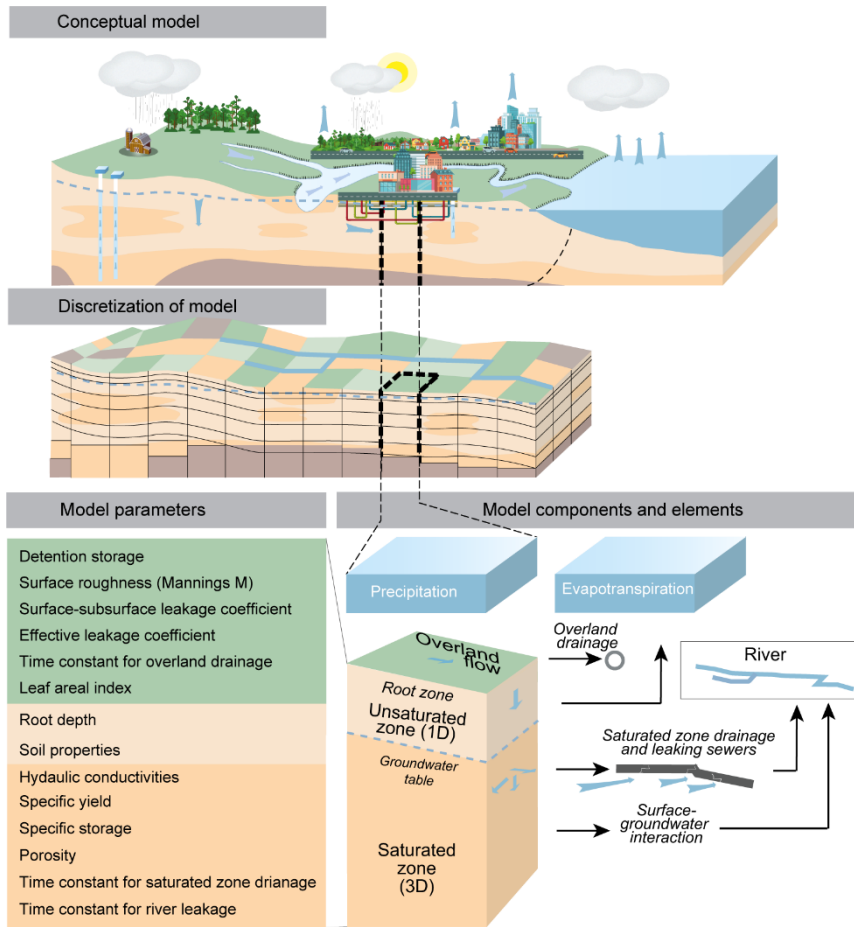 Conceptual model
Discretization of model
Model parameters
Model components and elements
Detention storage
Surface roughness (Mannings M)
Surface-subsurface leakage coefficient
Effective leakage coefficient
Time constant for overland drainage
Leaf areal index
Root depth
Soil properties
Hydaulic conductivities
Specific yield
Specific storage
Porosity
Time constant for saturated zone drianage
Time constant for river leakage
Precipitation
Evapotranspiration
Overland
flow
Root zone
Unsaturated
zone (1D)
Groundwater
table
Saturated
zone
(3D)
Overland
drainage
River
Saturated zone drainage
and leaking sewers
Surface-
groundwater
interaction